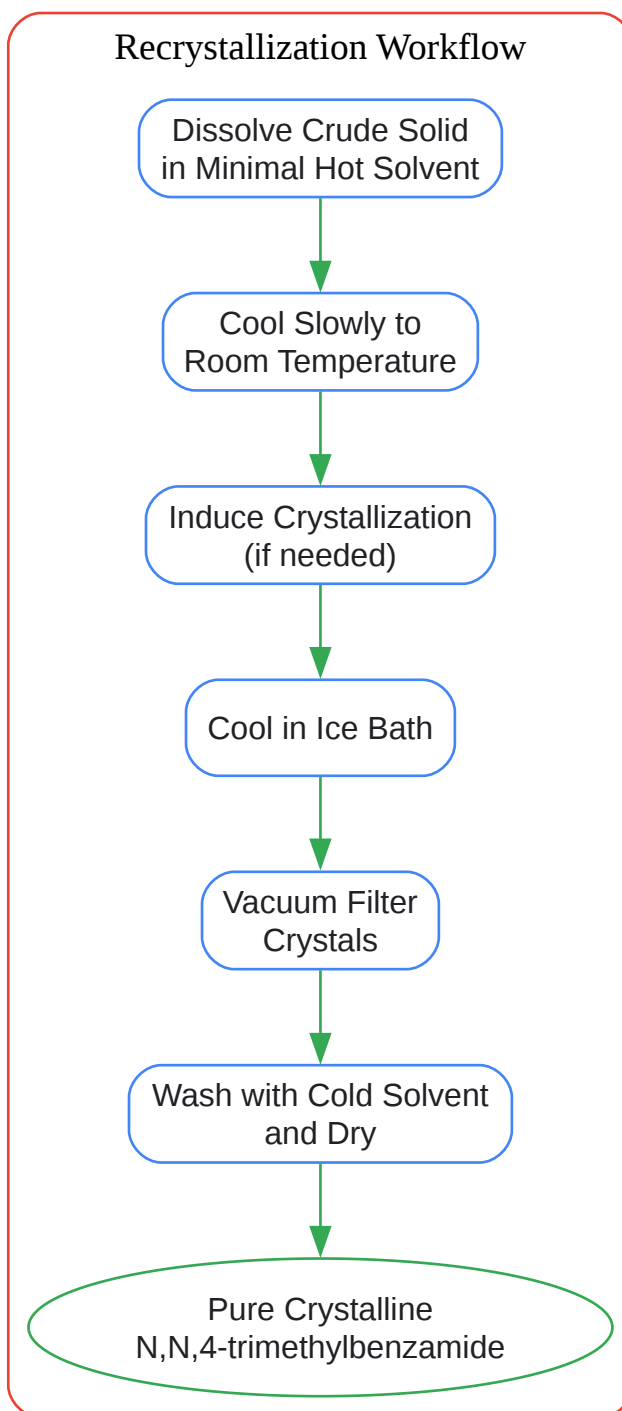 Recrystallization Workflow
Dissolve Crude Solid
in Minimal Hot Solvent
Cool Slowly to
Room Temperature
Induce Crystallization
(if needed)
Cool in Ice Bath
Vacuum Filter
Crystals
Wash with Cold Solvent
and Dry
Pure Crystalline
N,N,4-trimethylbenzamide